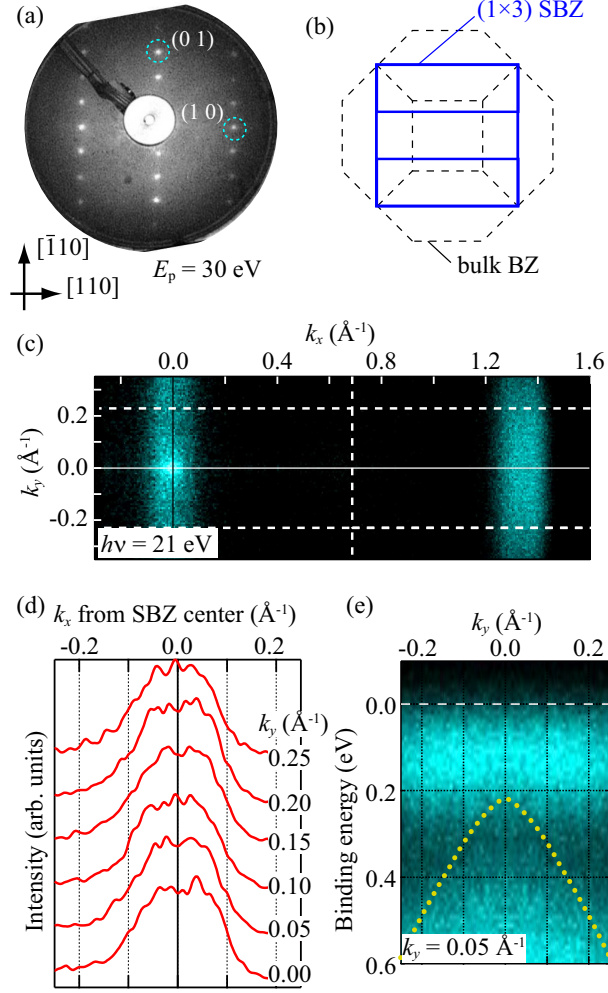 (a)
(0 1)
(1 0)
[1̄10]
[110]
Eₚ = 30 eV
(b)
(1×3) SBZ
bulk BZ
(c)
kₓ (Å⁻¹)
0.0 0.4 0.8 1.2 1.6
k_y (Å⁻¹)
0.2
0.0
-0.2
hν = 21 eV
(d)
kₓ from SBZ center (Å⁻¹)
-0.2 0.0 0.2
Intensity (arb. units)
k_y (Å⁻¹)
0.25
0.20
0.15
0.10
0.05
0.00
(e)
k_y (Å⁻¹)
-0.2 0.0 0.2
Binding energy (eV)
0.0
0.2
0.4
0.6
k_y = 0.05 Å⁻¹